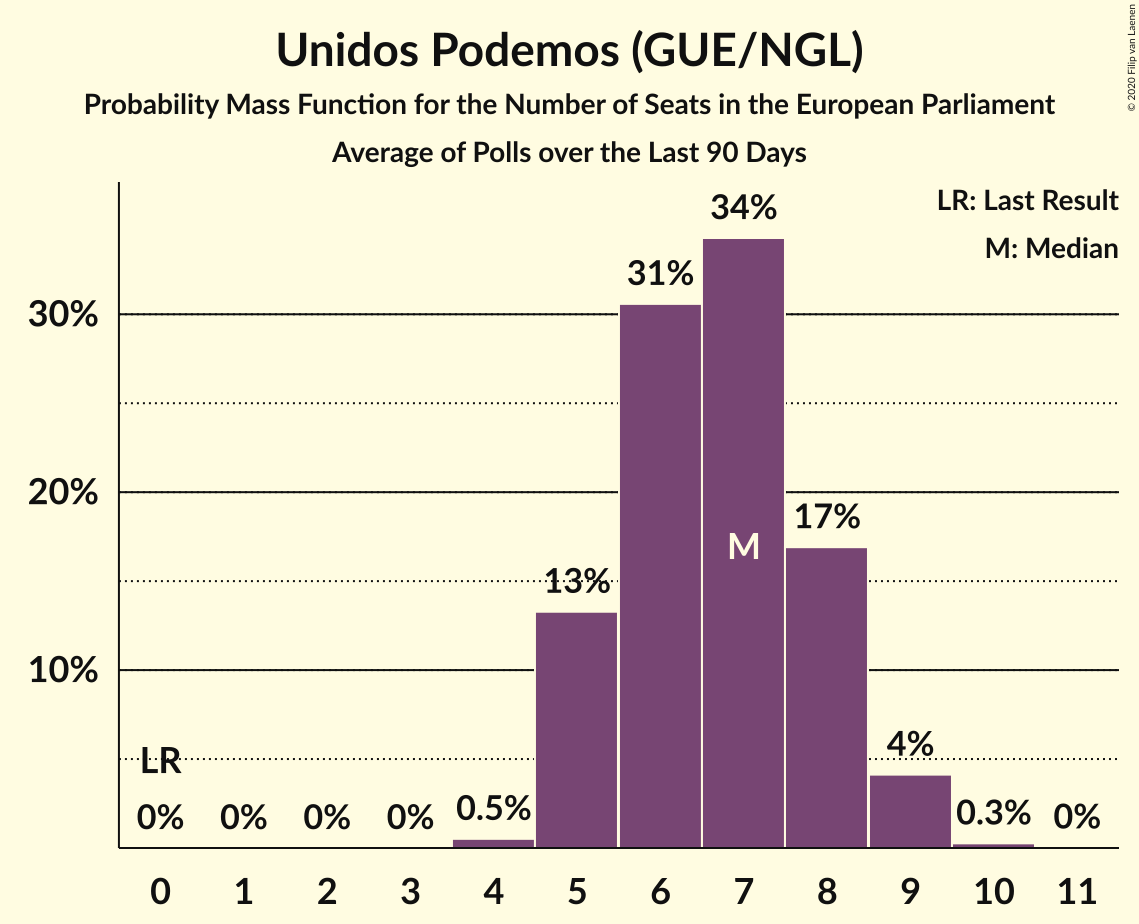 Unidos Podemos (GUE/NGL)
Probability Mass Function for the Number of Seats in the European Parliament
Average of Polls over the Last 90 Days
© 2020 Filip van Laenen
LR: Last Result
M: Median
34%
31%
30%
20%
17%
M
13%
10%
LR
4%
0% 0% 0% 0% 0.5% 0.3% 0%
0 1 2 3 4 5 6 7 8 9 10 11